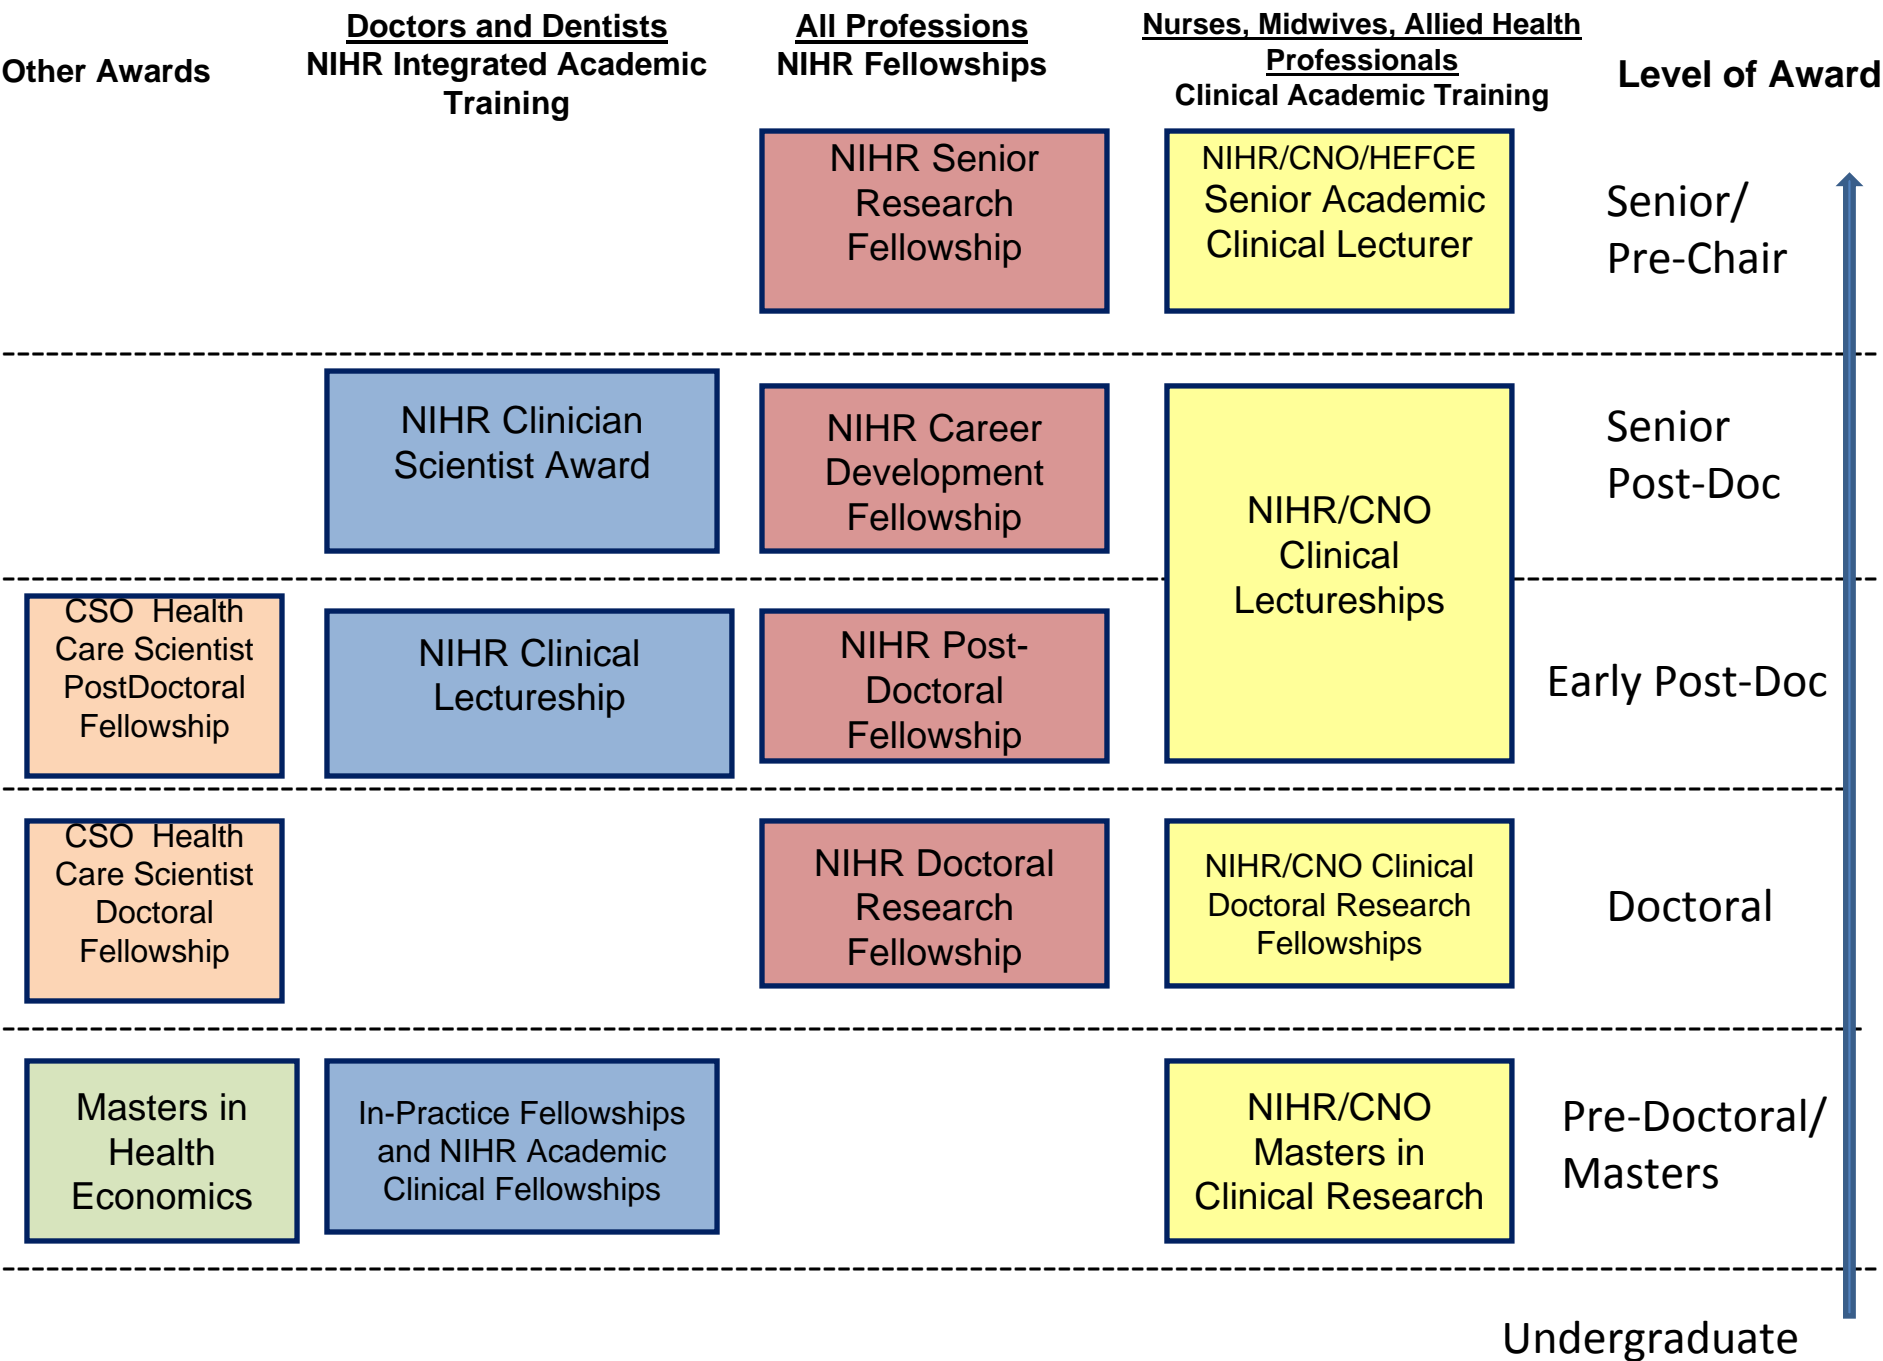 Other Awards
Doctors and Dentists
NIHR Integrated Academic
Training
All Professions
NIHR Fellowships
Nurses, Midwives, Allied Health
Professionals
Clinical Academic Training
Level of Award
NIHR Senior
Research
Fellowship
NIHR/CNO/HEFCE
Senior Academic
Clinical Lecturer
Senior/
Pre-Chair
NIHR Clinician
Scientist Award
NIHR Career
Development
Fellowship
NIHR/CNO
Clinical
Lectureships
Senior
Post-Doc
CSO Health
Care Scientist
PostDoctoral
Fellowship
NIHR Clinical
Lectureship
NIHR Post-
Doctoral
Fellowship
Early Post-Doc
CSO Health
Care Scientist
Doctoral
Fellowship
NIHR Doctoral
Research
Fellowship
NIHR/CNO Clinical
Doctoral Research
Fellowships
Doctoral
Masters in
Health
Economics
In-Practice Fellowships
and NIHR Academic
Clinical Fellowships
NIHR/CNO
Masters in
Clinical Research
Pre-Doctoral/
Masters
Undergraduate